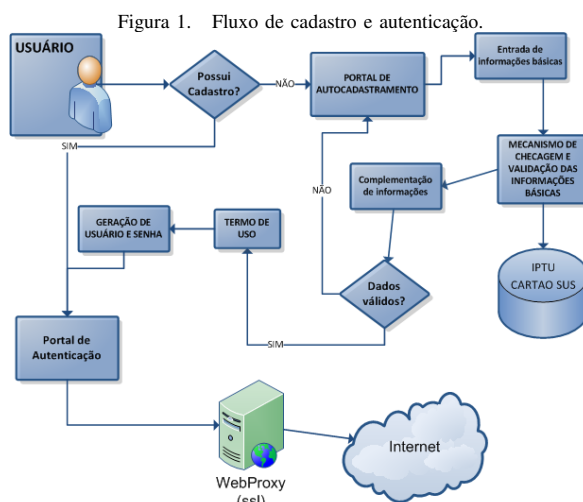 Figura 1. Fluxo de cadastro e autenticação.
USUÁRIO
Possui
Cadastro?
NÃO
PORTAL DE
AUTOCADASTRAMENTO
Entrada de
informações básicas
SIM
MECANISMO DE
CHECAGEM E
VALIDAÇÃO DAS
INFORMAÇÕES
BÁSICAS
NÃO
Complementação
de informações
GERAÇÃO DE
USUÁRIO E SENHA
TERMO DE
USO
IPTU
CARTAO SUS
Dados
válidos?
SIM
Portal de
Autenticação
Internet
WebProxy
(ssl)